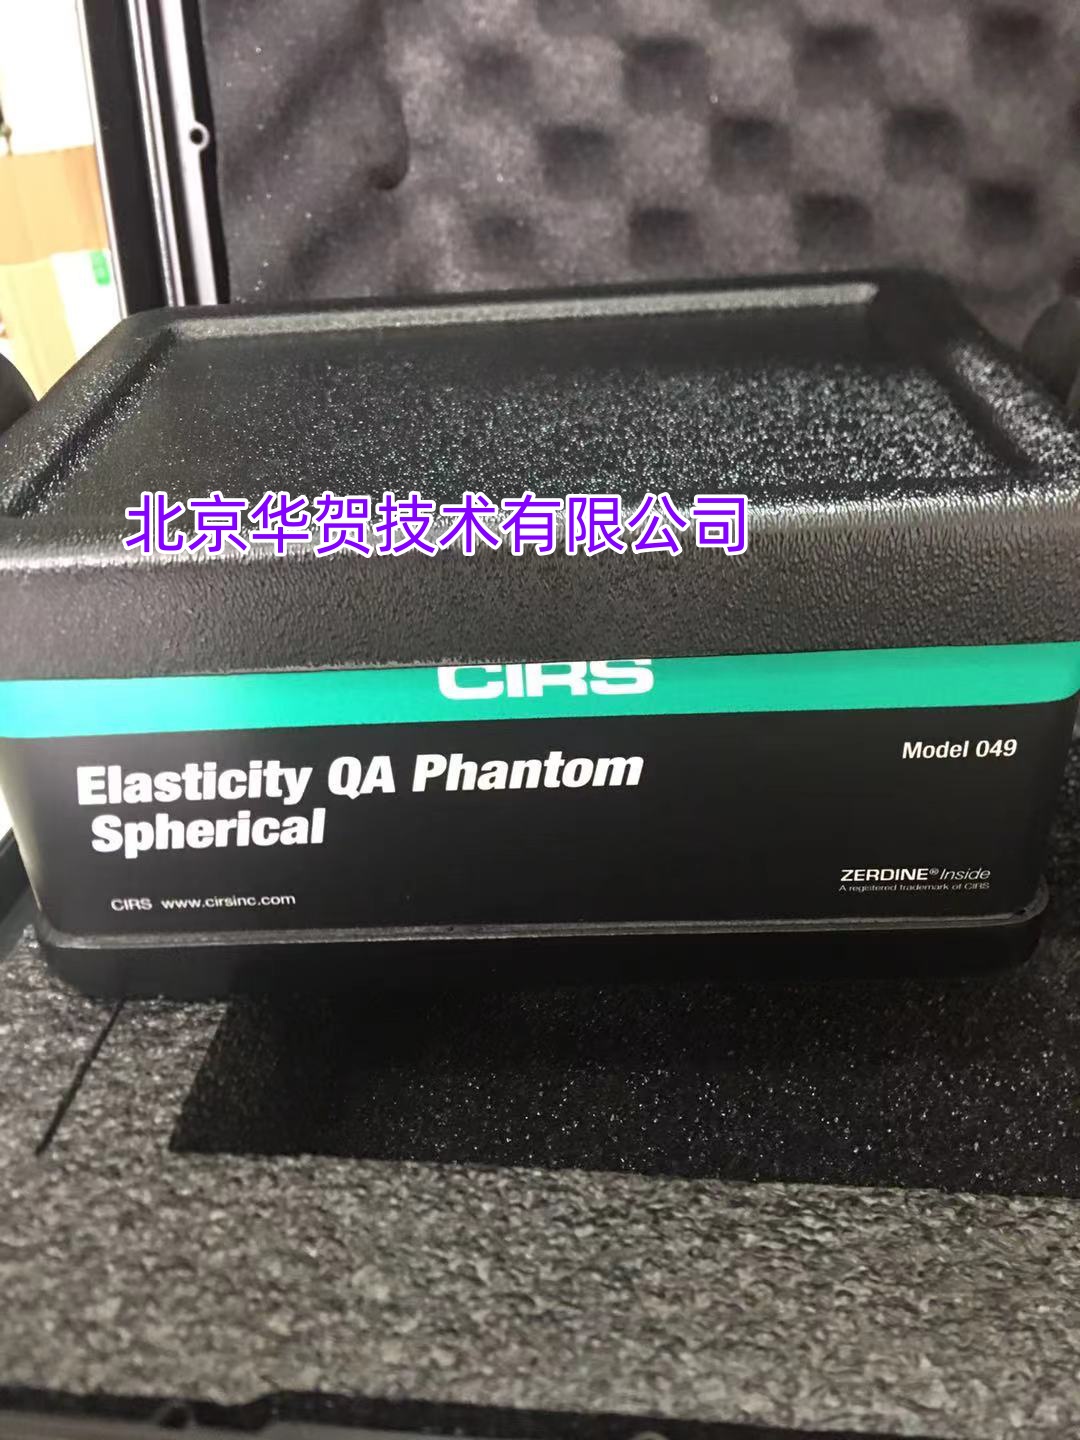 北京华贺技术有限公司
CIRS
Elasticity QA Phantom
Spherical
Model 049
ZERDINE® Inside
A registered trademark of CIRS
CIRS www.cirsinc.com